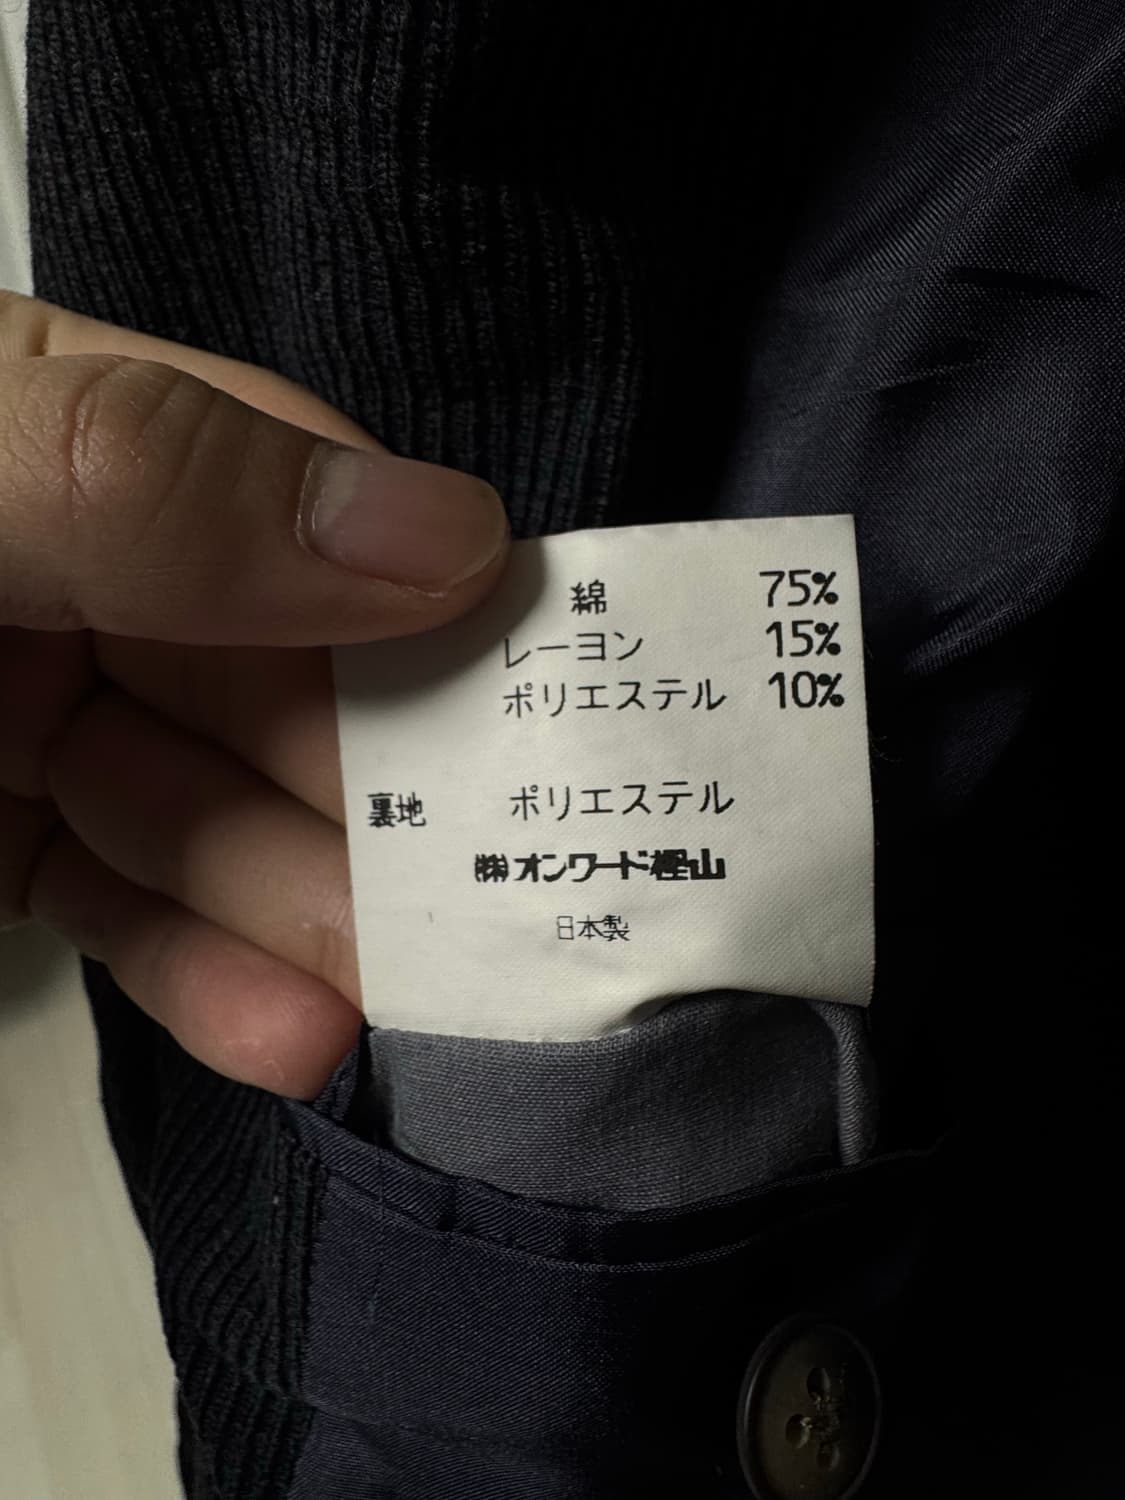 綿 75%
レーヨン 15%
ポリエステル 10%
裏地 ポリエステル
㈱オンワード樫山
日本製